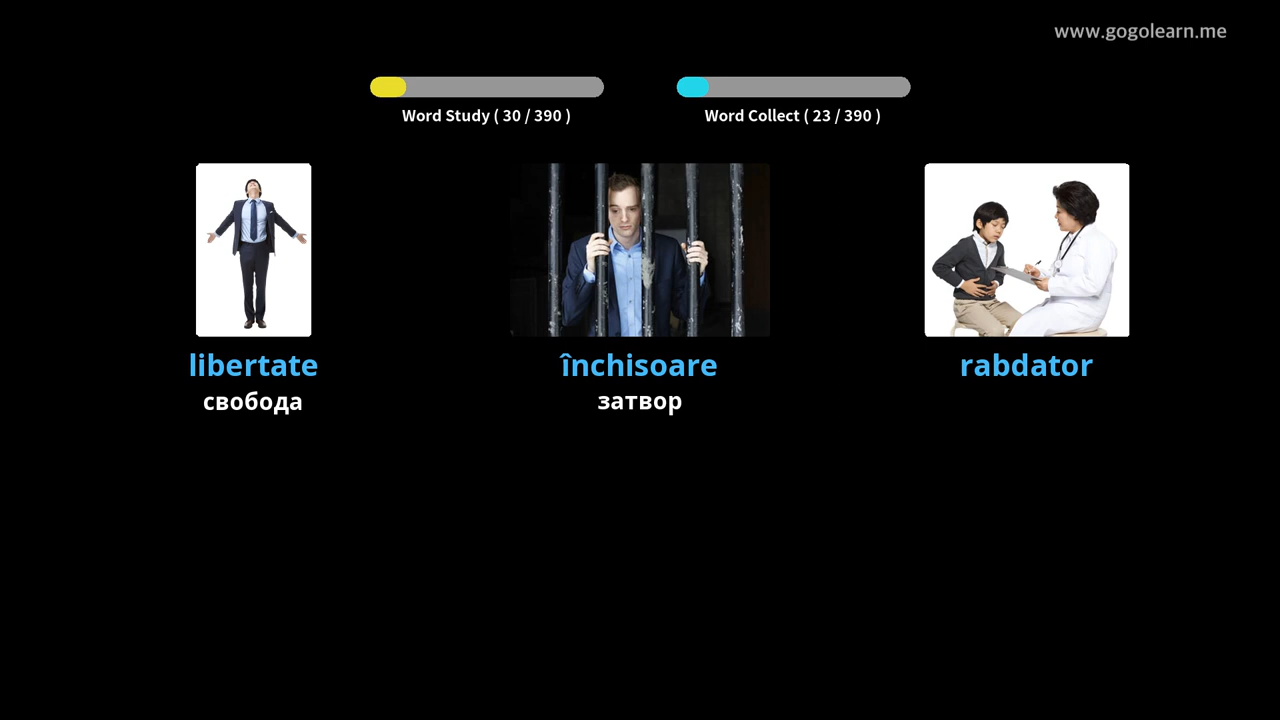 www.gogolearn.me
Word Study ( 30 / 390 )
Word Collect ( 23 / 390 )
libertate
închisoare
rabdator
свобода
затвор